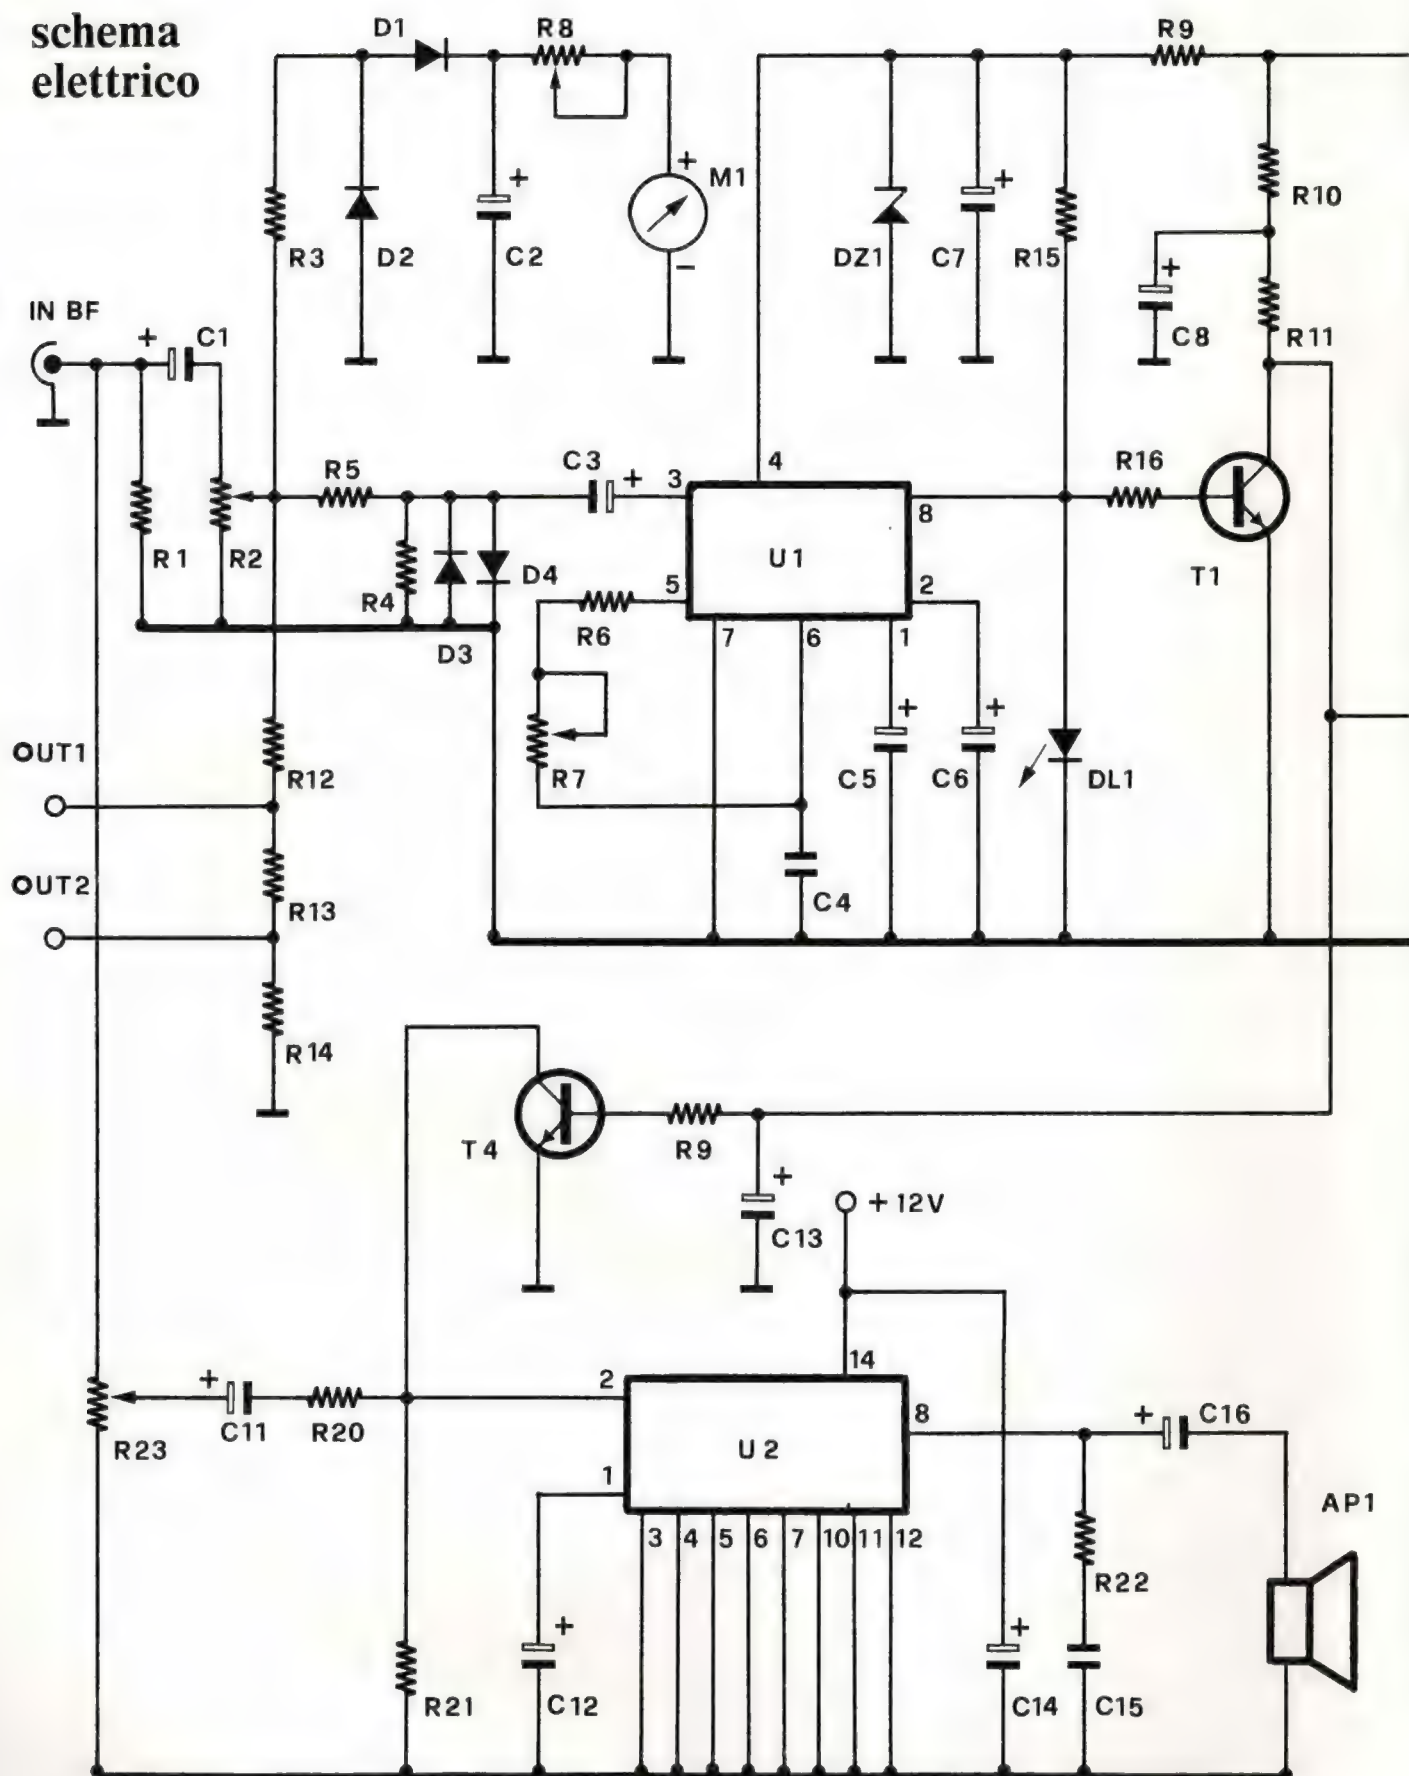 schema
elettrico
D1
R8
R9
+
M1
+
+
R10
R3
D2
C2
−
DZ1
C7
R15
+
IN BF
+
C1
C8
R11
R5
C3
+
3
4
8
R16
R1
R2
R4
D4
5
U1
2
T1
R6
7
6
1
D3
+
+
OUT1
R12
R7
C5
C6
DL1
OUT2
R13
C4
R14
T4
R9
+
C13
+12V
14
+
C11
R20
2
8
+
C16
R23
U2
1
AP1
3
4
5
6
7
10
11
12
R22
+
+
R21
C12
C14
C15